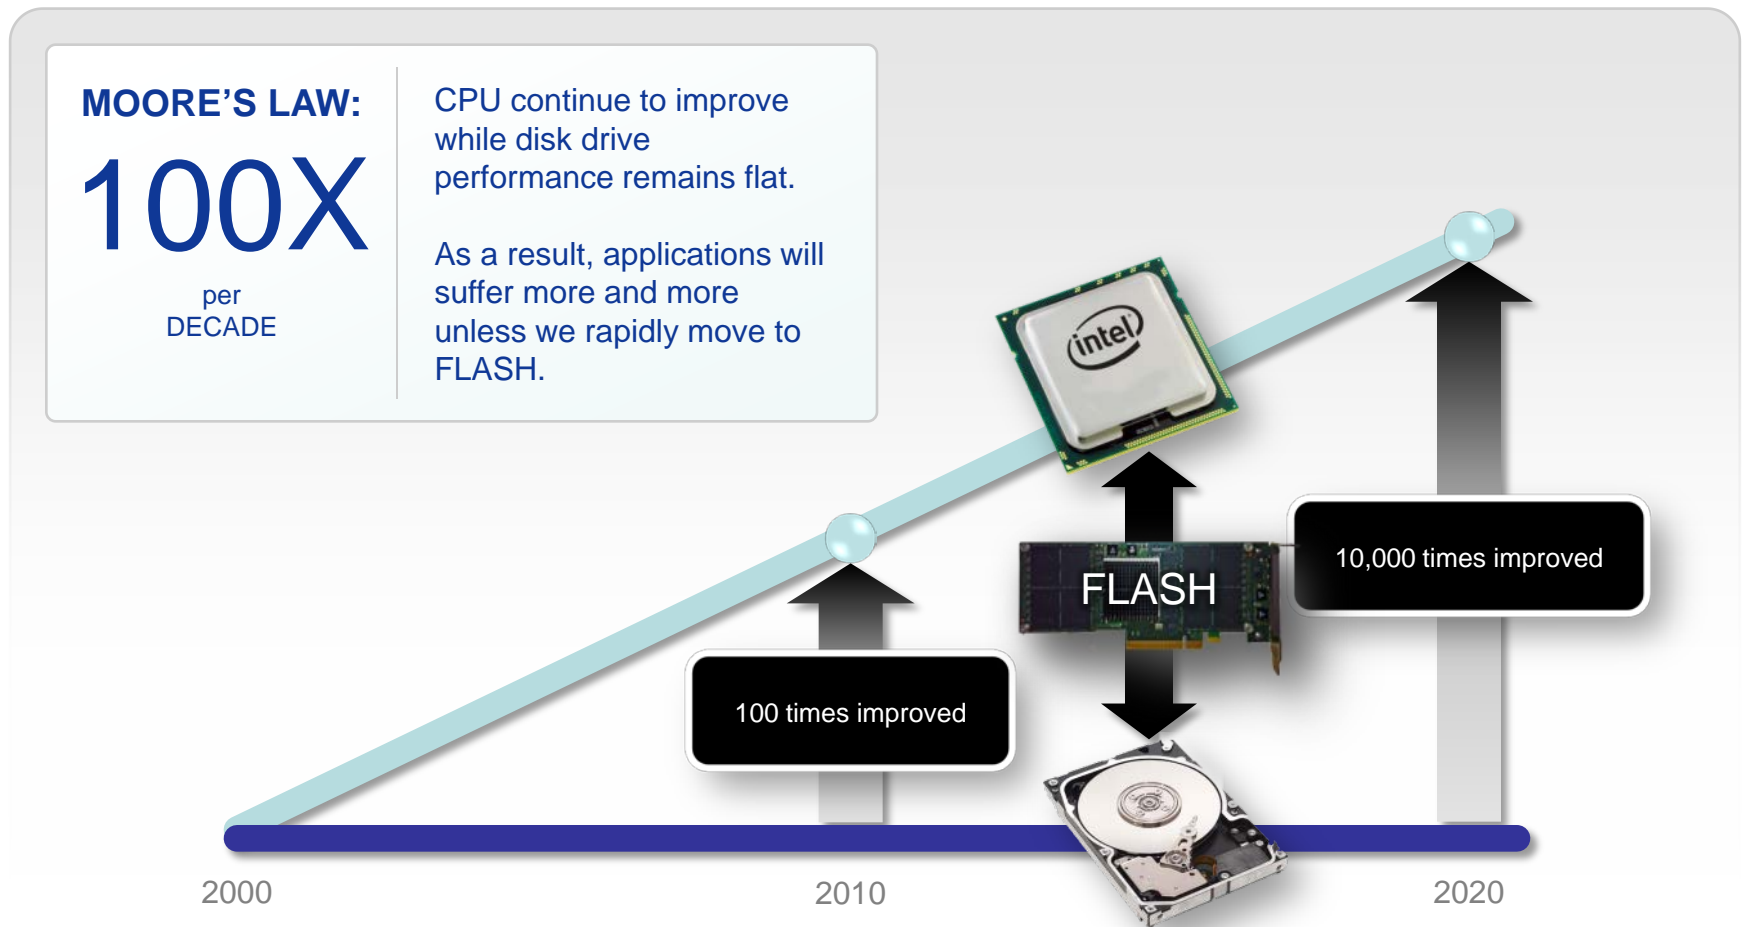 MOORE'S LAW:
100X
per
DECADE
CPU continue to improve
while disk drive
performance remains flat.
As a result, applications will
suffer more and more
unless we rapidly move to
FLASH.
intel
FLASH
10,000 times improved
100 times improved
2000
2010
2020